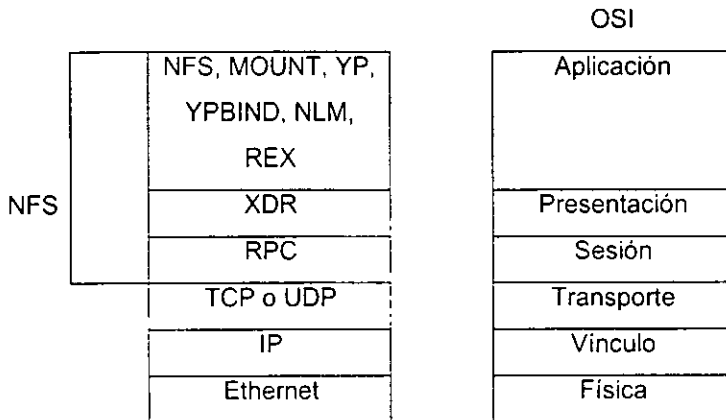 OSI
NFS, MOUNT, YP,
YPBIND, NLM,
REX
Aplicación
NFS
XDR
Presentación
RPC
Sesión
TCP o UDP
Transporte
IP
Vínculo
Ethernet
Física